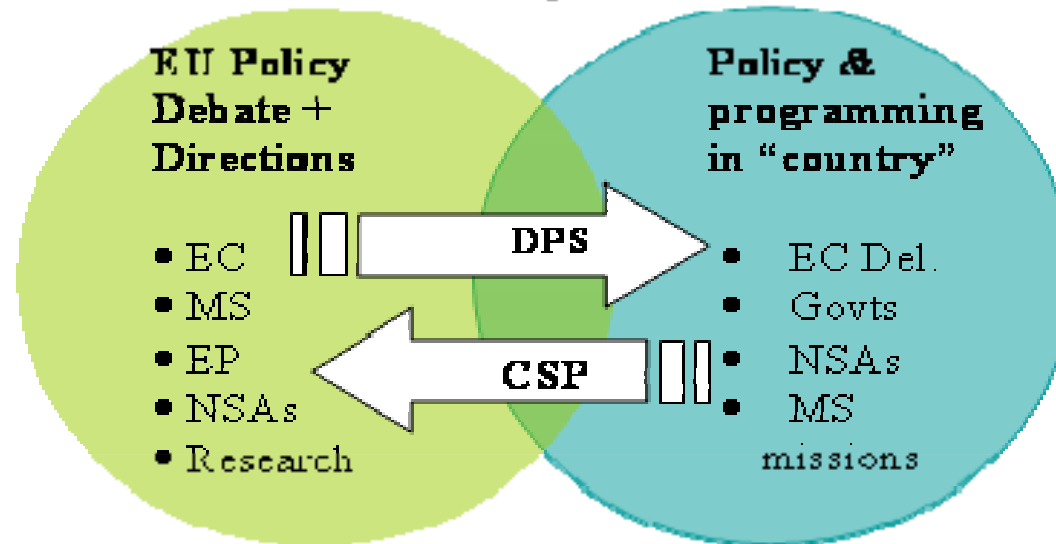 EU Policy
Debate +
Directions
• EC
• MS
• EP
• NSAs
• Research
DPS
CSP
Policy &
programming
in “country”
• EC Del.
• Govts
• NSAs
• MS
missions